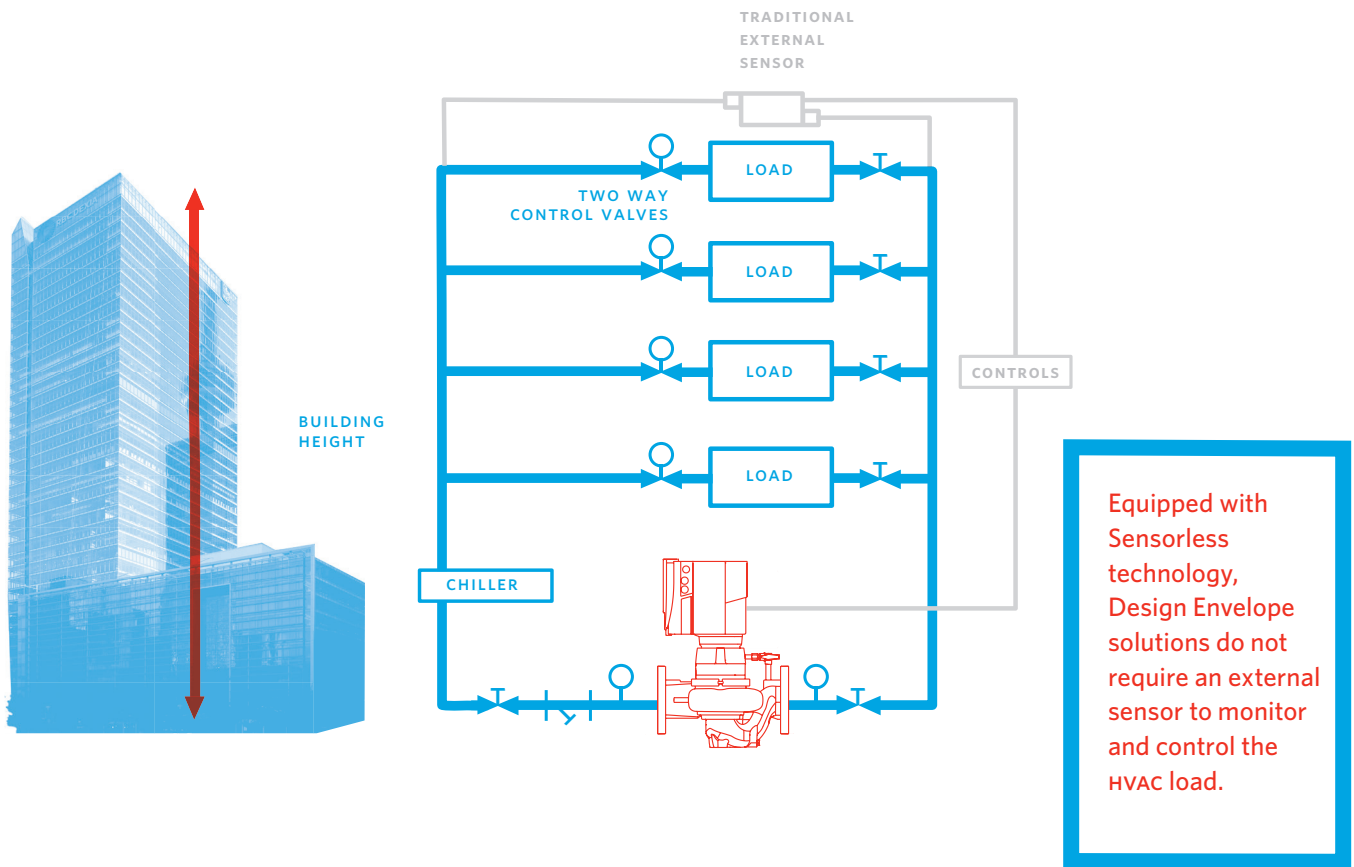 TRADITIONAL
EXTERNAL
SENSOR
LOAD
TWO WAY
CONTROL VALVES
LOAD
LOAD
CONTROLS
BUILDING
HEIGHT
LOAD
CHILLER
Equipped with
Sensorless
technology,
Design Envelope
solutions do not
require an external
sensor to monitor
and control the
HVAC load.